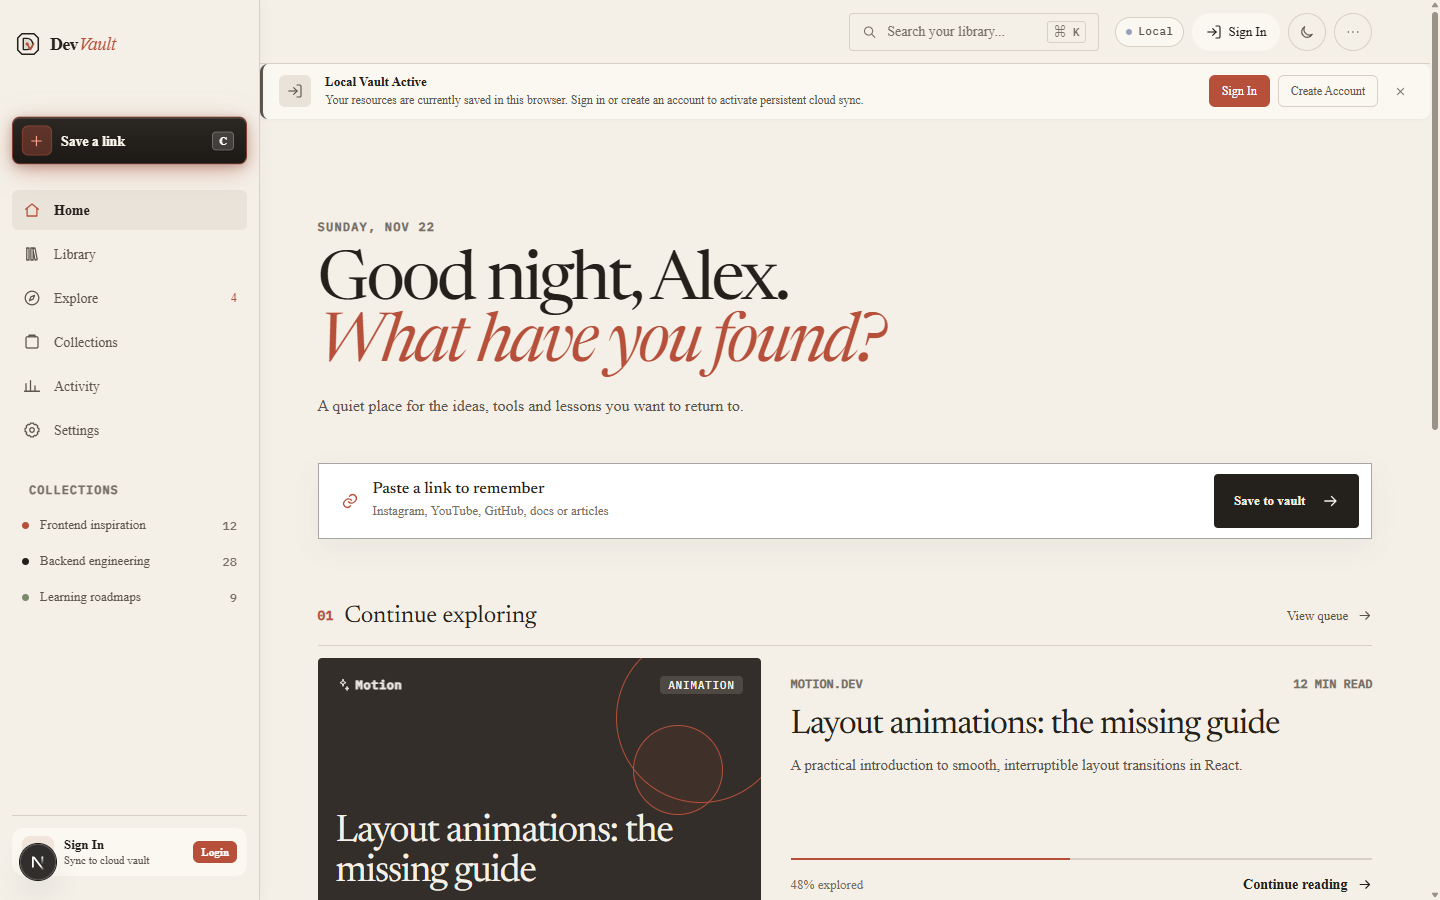 DevVault
Save a link
C
Home
Library
Explore
4
Collections
Activity
Settings
COLLECTIONS
Frontend inspiration
12
Backend engineering
28
Learning roadmaps
9
Sign In
Sync to cloud vault
Login
N
Search your library...
⌘ K
Local
Sign In
Local Vault Active
Your resources are currently saved in this browser. Sign in or create an account to activate persistent cloud sync.
Sign In
Create Account
SUNDAY, NOV 22
Good night, Alex.
What have you found?
A quiet place for the ideas, tools and lessons you want to return to.
Paste a link to remember
Instagram, YouTube, GitHub, docs or articles
Save to vault
01 Continue exploring
View queue
Motion
ANIMATION
Layout animations: the
missing guide
MOTION.DEV
12 MIN READ
Layout animations: the missing guide
A practical introduction to smooth, interruptible layout transitions in React.
48% explored
Continue reading